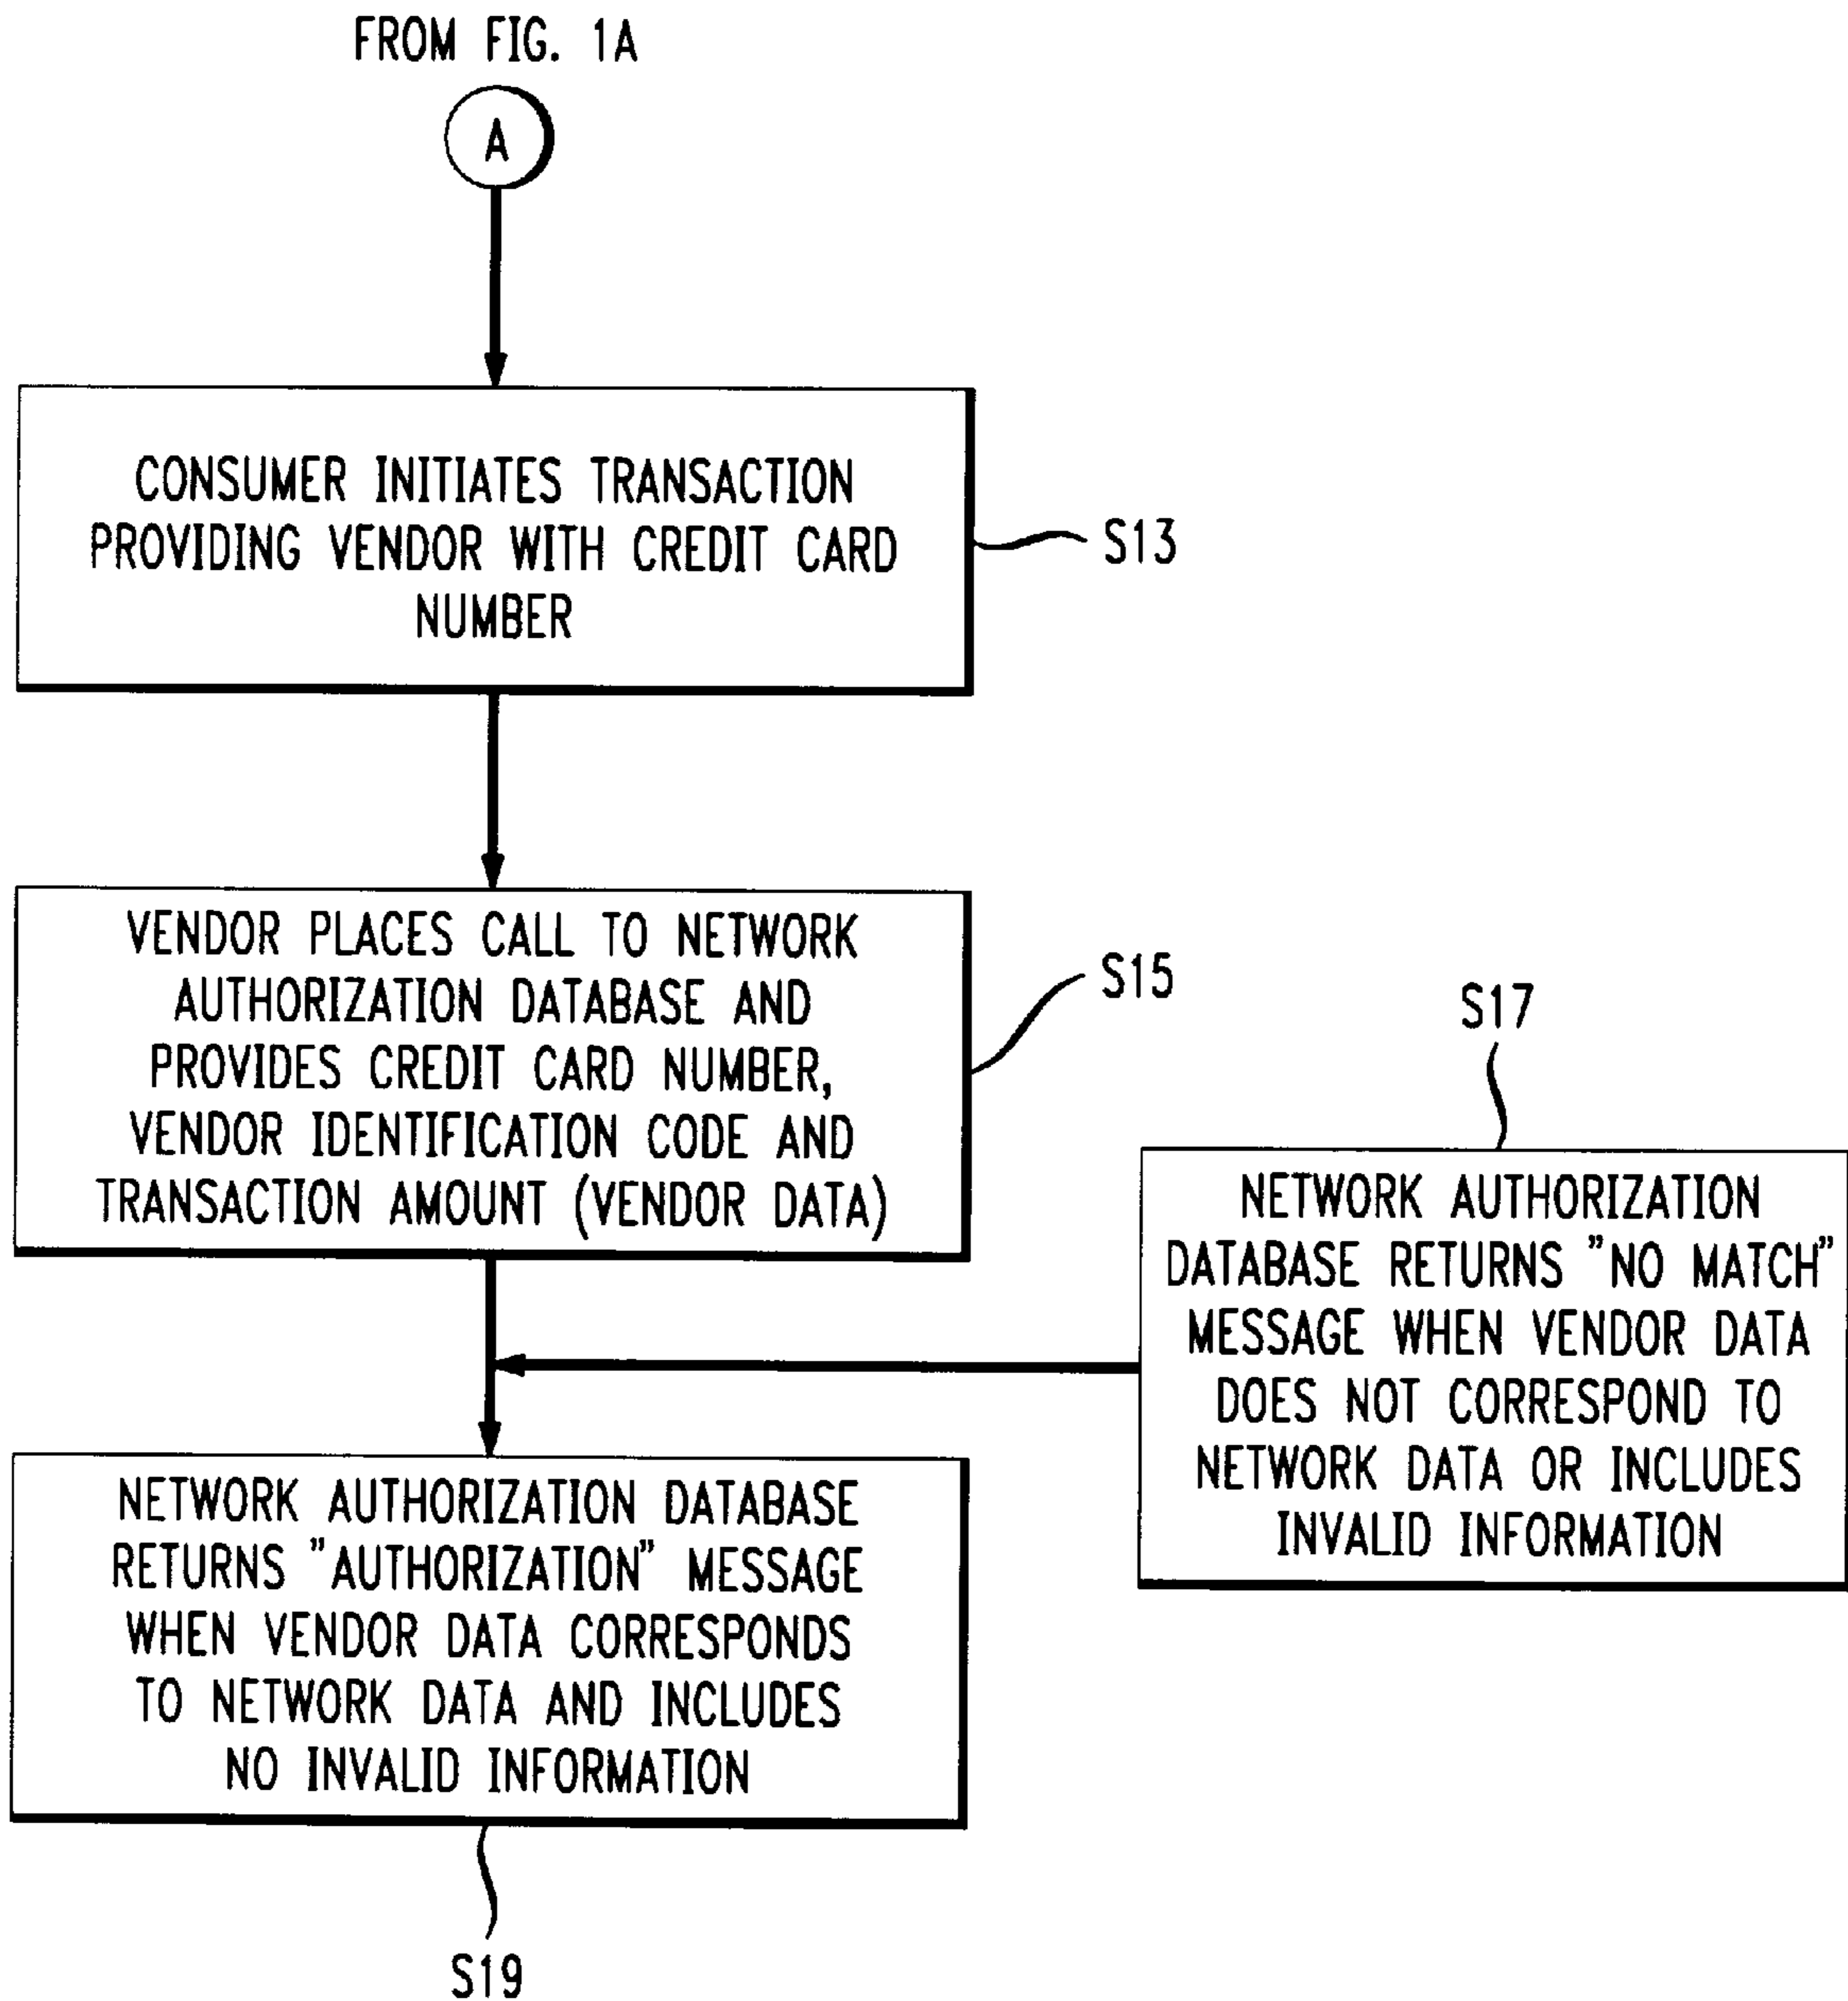 FROM FIG. 1A
A
CONSUMER INITIATES TRANSACTION
PROVIDING VENDOR WITH CREDIT CARD
NUMBER
S13
VENDOR PLACES CALL TO NETWORK
AUTHORIZATION DATABASE AND
PROVIDES CREDIT CARD NUMBER,
VENDOR IDENTIFICATION CODE AND
TRANSACTION AMOUNT (VENDOR DATA)
S15
S17
NETWORK AUTHORIZATION
DATABASE RETURNS "NO MATCH"
MESSAGE WHEN VENDOR DATA
DOES NOT CORRESPOND TO
NETWORK DATA OR INCLUDES
INVALID INFORMATION
NETWORK AUTHORIZATION DATABASE
RETURNS "AUTHORIZATION" MESSAGE
WHEN VENDOR DATA CORRESPONDS
TO NETWORK DATA AND INCLUDES
NO INVALID INFORMATION
S19